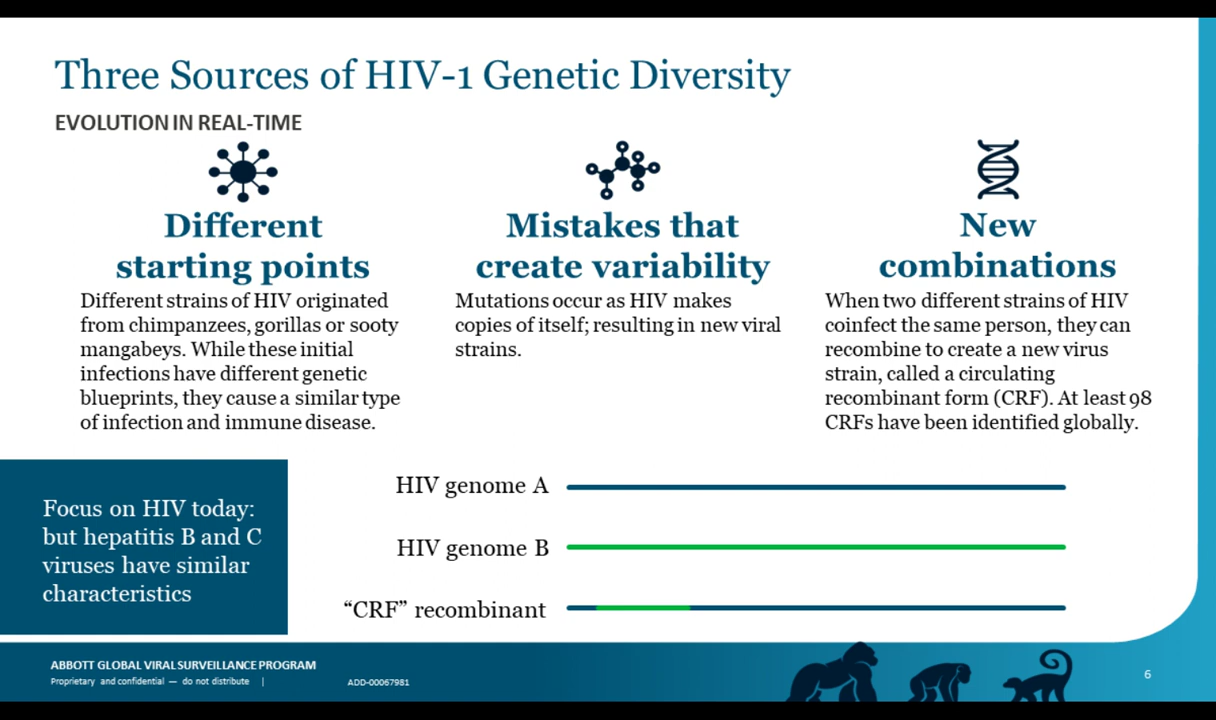 Three Sources of HIV-1 Genetic Diversity
EVOLUTION IN REAL-TIME
Different
starting points
Different strains of HIV originated
from chimpanzees, gorillas or sooty
mangabeys. While these initial
infections have different genetic
blueprints, they cause a similar type
of infection and immune disease.
Mistakes that
create variability
Mutations occur as HIV makes
copies of itself; resulting in new viral
strains.
New
combinations
When two different strains of HIV
coinfect the same person, they can
recombine to create a new virus
strain, called a circulating
recombinant form (CRF). At least 98
CRFs have been identified globally.
Focus on HIV today:
but hepatitis B and C
viruses have similar
characteristics
HIV genome A
HIV genome B
“CRF” recombinant
ABBOTT GLOBAL VIRAL SURVEILLANCE PROGRAM
Proprietary and confidential — do not distribute | ADD-00067981
6